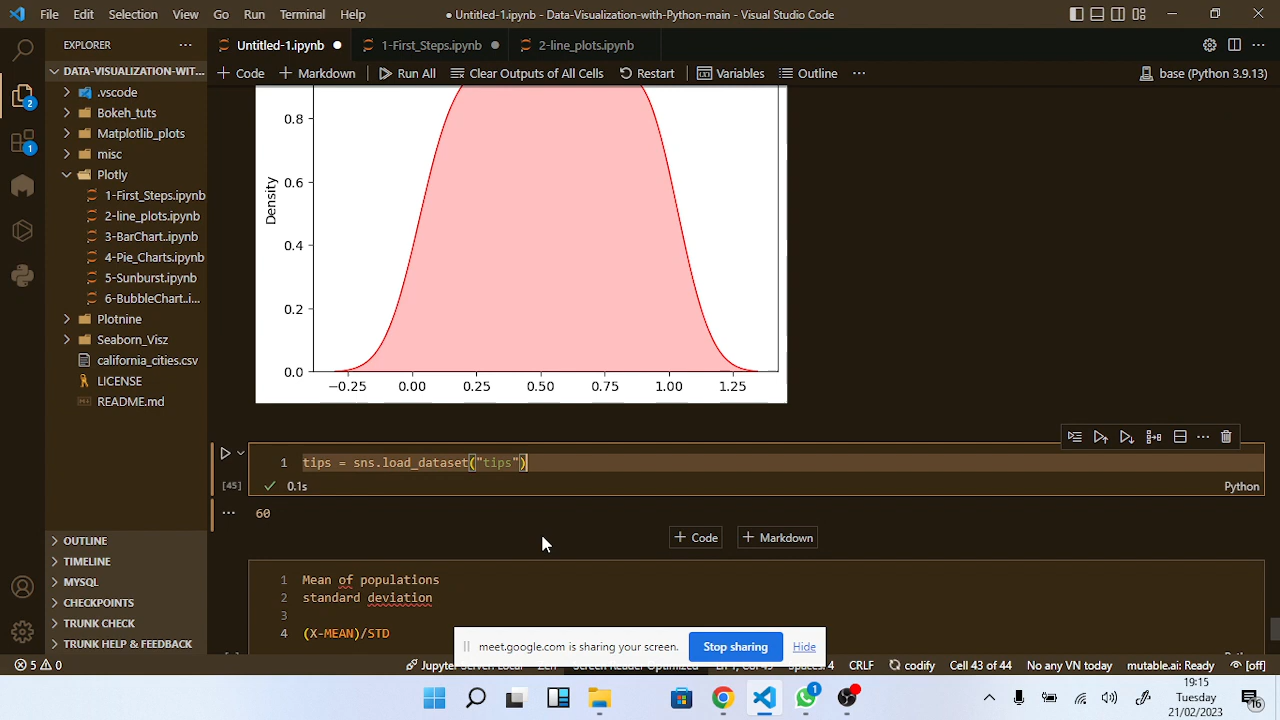 File Edit Selection View Go Run Terminal Help
● Untitled-1.ipynb - Data-Visualization-with-Python-main - Visual Studio Code
EXPLORER
Untitled-1.ipynb
1-First_Steps.ipynb
2-line_plots.ipynb
DATA-VISUALIZATION-WIT...
+ Code + Markdown Run All Clear Outputs of All Cells Restart Variables Outline ...
base (Python 3.9.13)
.vscode
Bokeh_tuts
Matplotlib_plots
misc
Plotly
1-First_Steps.ipynb
2-line_plots.ipynb
3-BarChart..ipynb
4-Pie_Charts.ipynb
5-Sunburst.ipynb
6-BubbleChart..i...
Plotnine
Seaborn_Visz
california_cities.csv
LICENSE
README.md
OUTLINE
TIMELINE
MYSQL
CHECKPOINTS
TRUNK CHECK
TRUNK HELP & FEEDBACK
2
1
Density
0.8
0.6
0.4
0.2
0.0
−0.25 0.00 0.25 0.50 0.75 1.00 1.25
1 tips = sns.load_dataset("tips")
[45]
0.1s
Python
60
+ Code + Markdown
1 Mean of populations
2 standard deviation
3
4 (X-MEAN)/STD
meet.google.com is sharing your screen.
Stop sharing
Hide
5 0
CRLF
codify
Cell 43 of 44
No any VN today
mutable.ai: Ready
[off]
1
19:15
Tuesday
21/02/2023
16